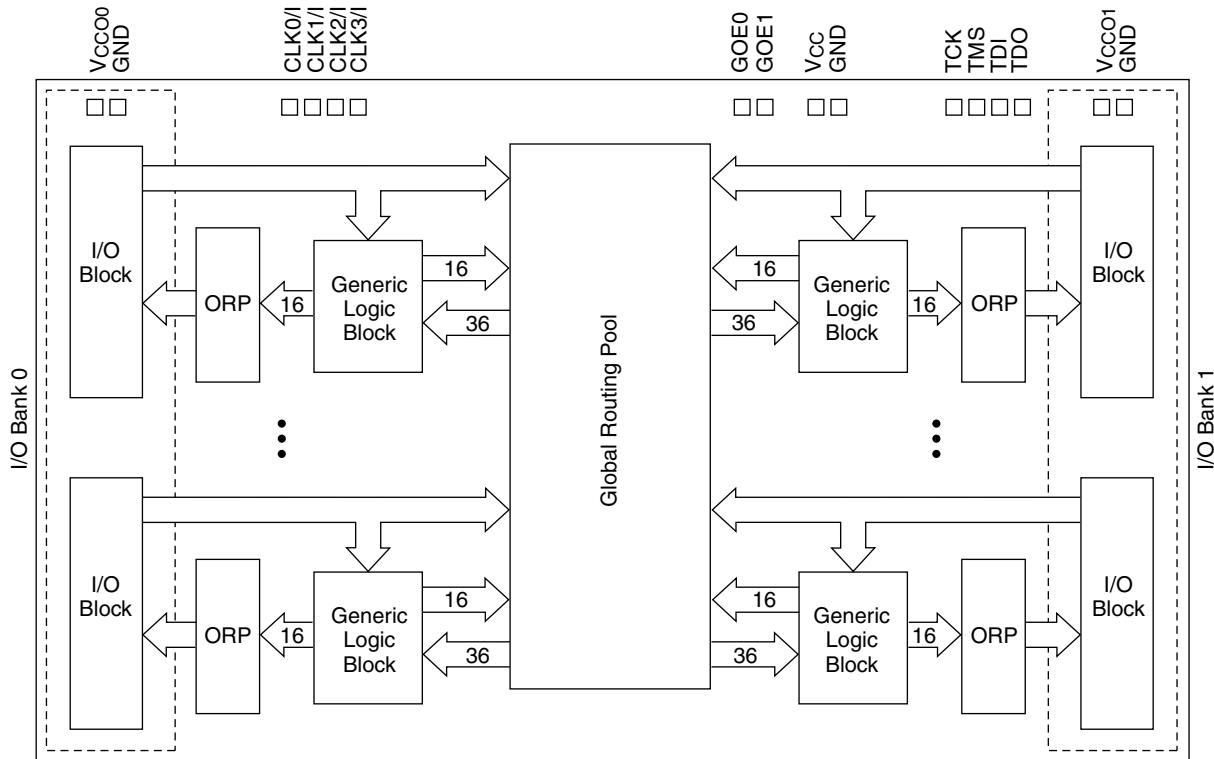 VCCO0
GND
CLK0/I
CLK1/I
CLK2/I
CLK3/I
GOE0
GOE1
VCC
GND
TCK
TMS
TDI
TDO
VCCO1
GND
I/O Bank 0
I/O
Block
ORP
16
Generic
Logic
Block
16
36
Global Routing Pool
16
36
Generic
Logic
Block
16
ORP
I/O
Block
I/O Bank 1
I/O
Block
ORP
16
Generic
Logic
Block
16
36
16
36
Generic
Logic
Block
16
ORP
I/O
Block